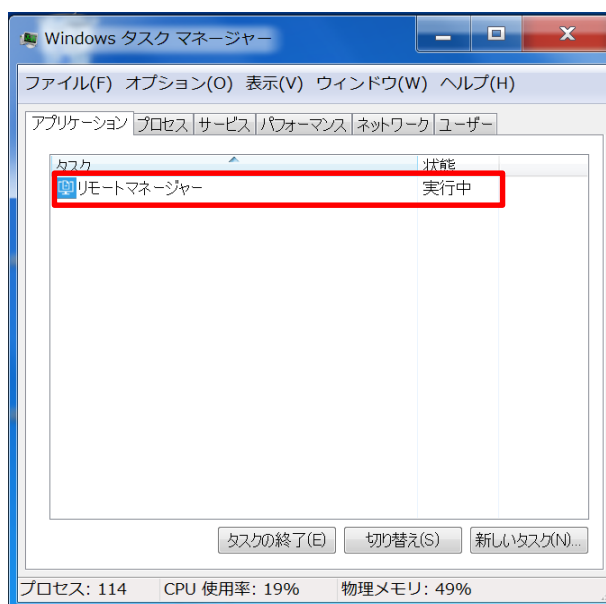 Windows タスク マネージャー
ファイル(F) オプション(O) 表示(V) ウィンドウ(W) ヘルプ(H)
アプリケーション プロセス サービス パフォーマンス ネットワーク ユーザー
タスク 状態
リモートマネージャー 実行中
タスクの終了(E) 切り替え(S) 新しいタスク(N)...
プロセス: 114 CPU 使用率: 19% 物理メモリ: 49%